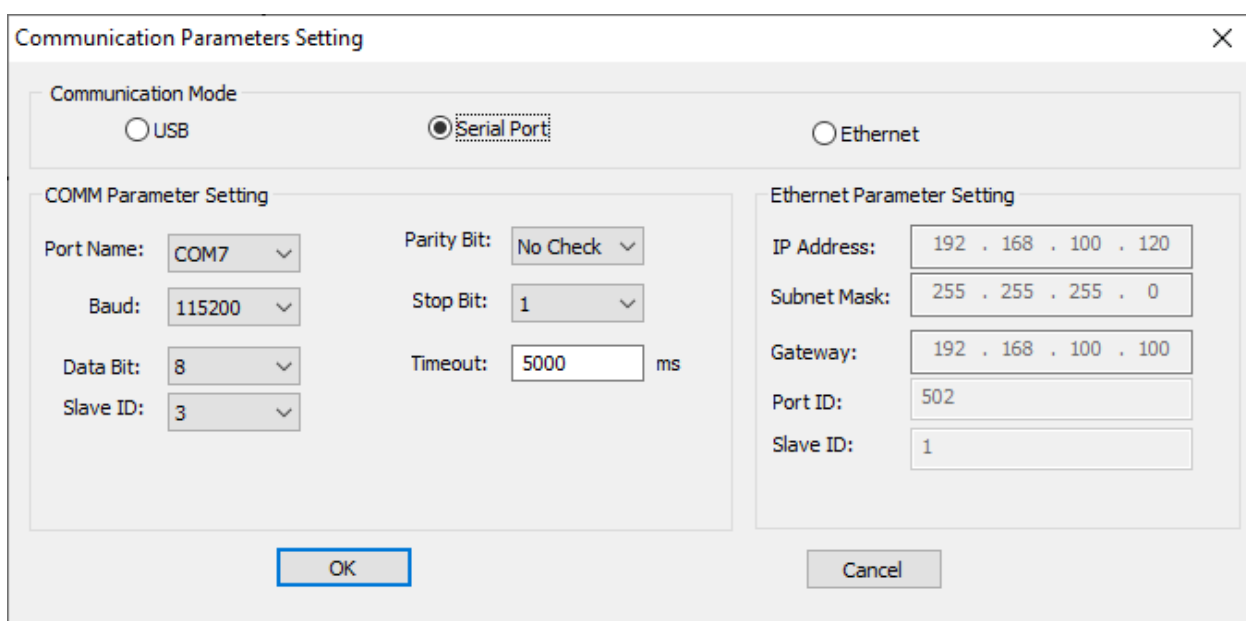 Communication Parameters Setting
Communication Mode
USB
Serial Port
Ethernet
COMM Parameter Setting
Port Name: COM7
Parity Bit: No Check
Baud: 115200
Stop Bit: 1
Data Bit: 8
Timeout: 5000 ms
Slave ID: 3
Ethernet Parameter Setting
IP Address: 192 . 168 . 100 . 120
Subnet Mask: 255 . 255 . 255 . 0
Gateway: 192 . 168 . 100 . 100
Port ID: 502
Slave ID: 1
OK
Cancel